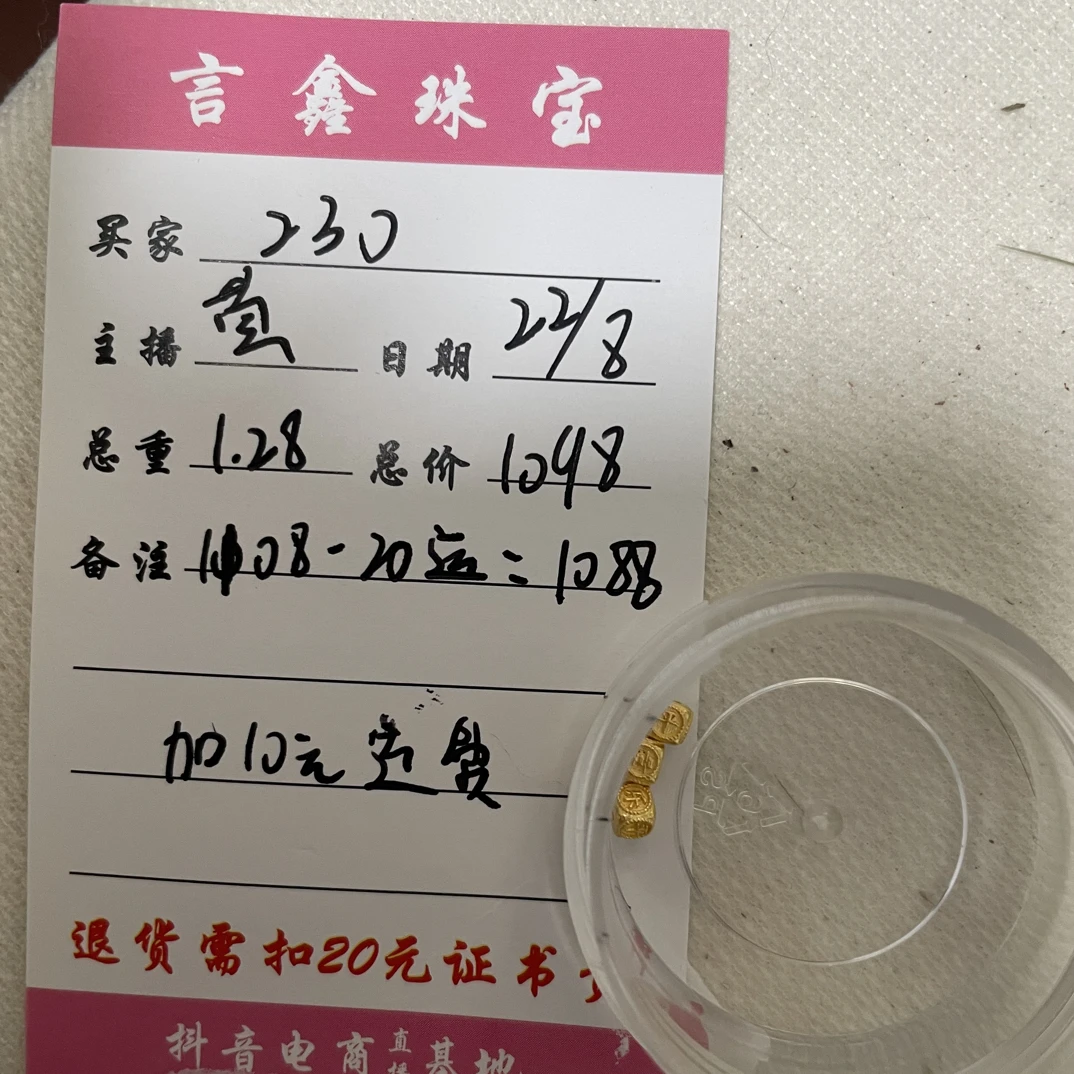 言鑫珠宝
买家 230
主播 日期 22/8
总重 1.28 总价 1098
备注 1108-20运=1088
加10元运费
退货需扣20元证书
抖音电商直播基地
平